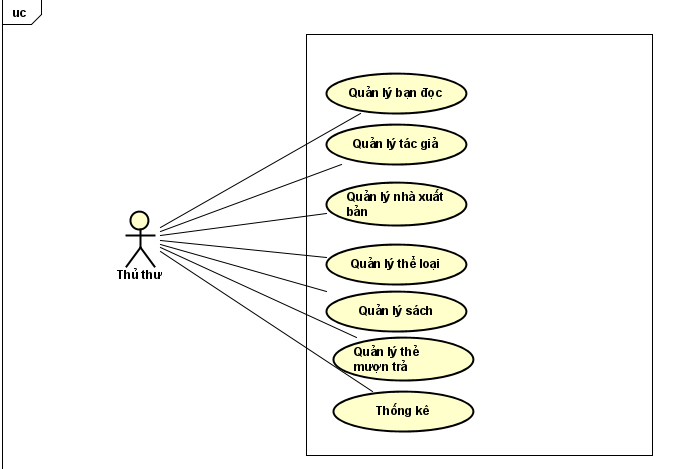 uc
Quản lý bạn đọc
Quản lý tác giả
Quản lý nhà xuất
bản
Thủ thư
Quản lý thể loại
Quản lý sách
Quản lý thẻ
mượn trả
Thống kê